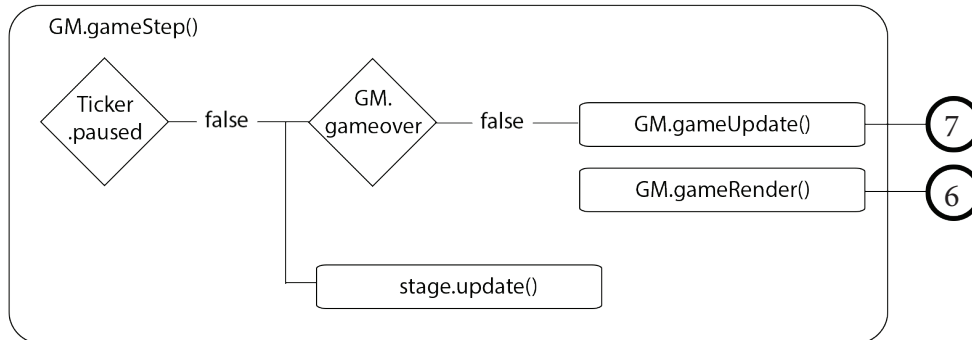 GM.gameStep()
Ticker
.paused
false
GM.
gameover
false
GM.gameUpdate()
7
GM.gameRender()
6
stage.update()